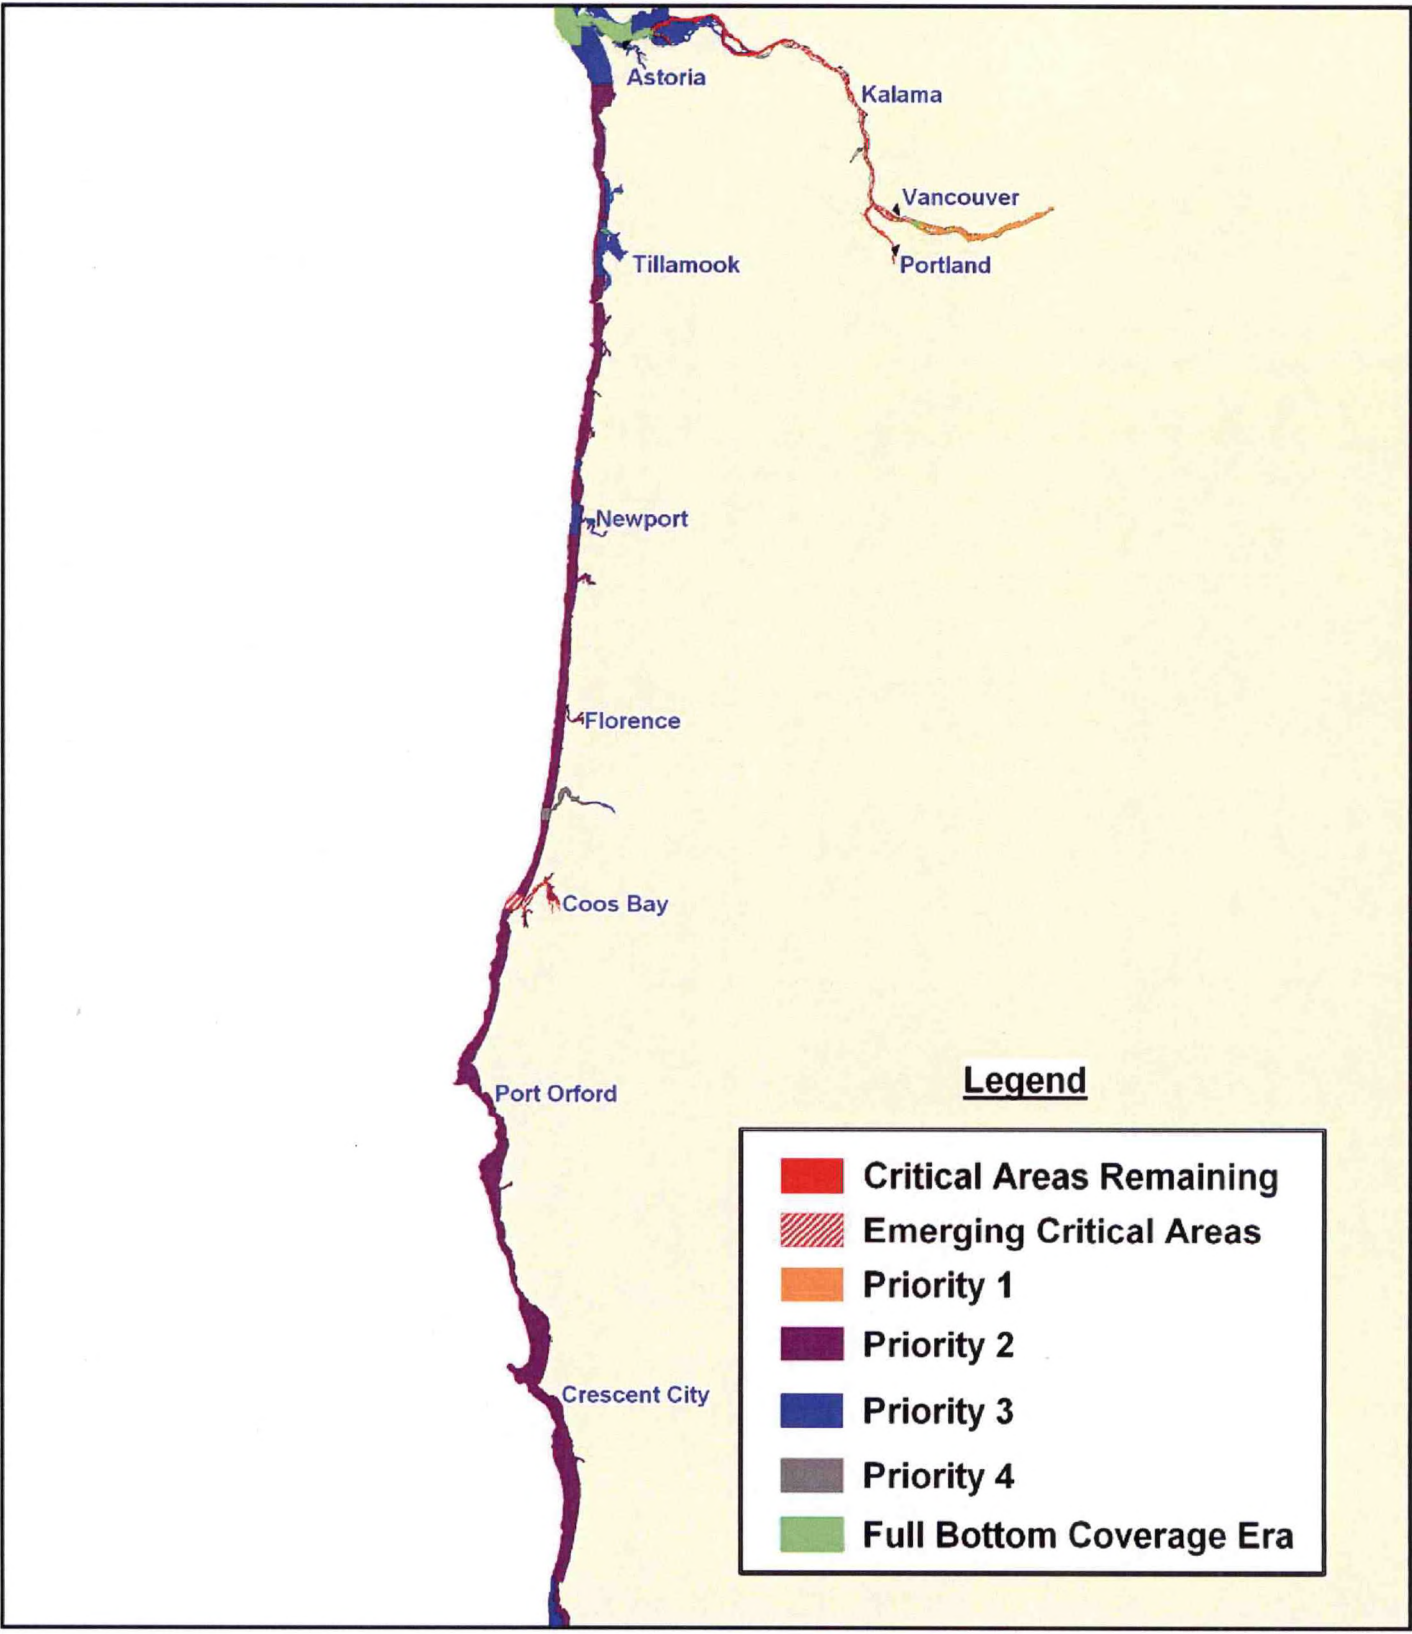 Astoria
Kalama
Vancouver
Portland
Tillamook
Newport
Florence
Coos Bay
Port Orford
Crescent City
Legend
Critical Areas Remaining
Emerging Critical Areas
Priority 1
Priority 2
Priority 3
Priority 4
Full Bottom Coverage Era